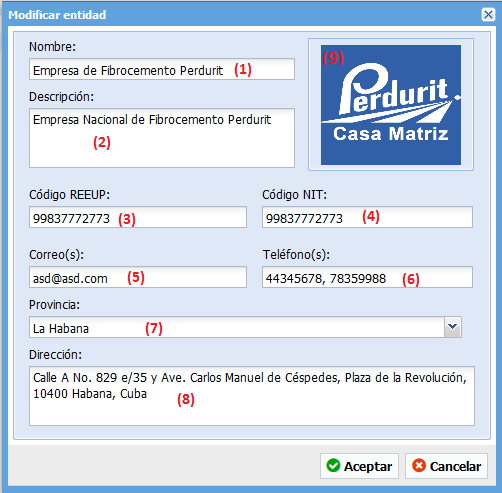 Modificar entidad
Nombre:
Empresa de Fibrocemento Perdurit (1)
Descripción:
Empresa Nacional de Fibrocemento Perdurit
(2)
(9)
Perdurit.
Casa Matriz
Código REEUP:
99837772773 (3)
Código NIT:
99837772773 (4)
Correo(s):
asd@asd.com (5)
Teléfono(s):
44345678, 78359988 (6)
Provincia:
La Habana (7)
Dirección:
Calle A No. 829 e/35 y Ave. Carlos Manuel de Céspedes, Plaza de la Revolución,
10400 Habana, Cuba (8)
Aceptar
Cancelar